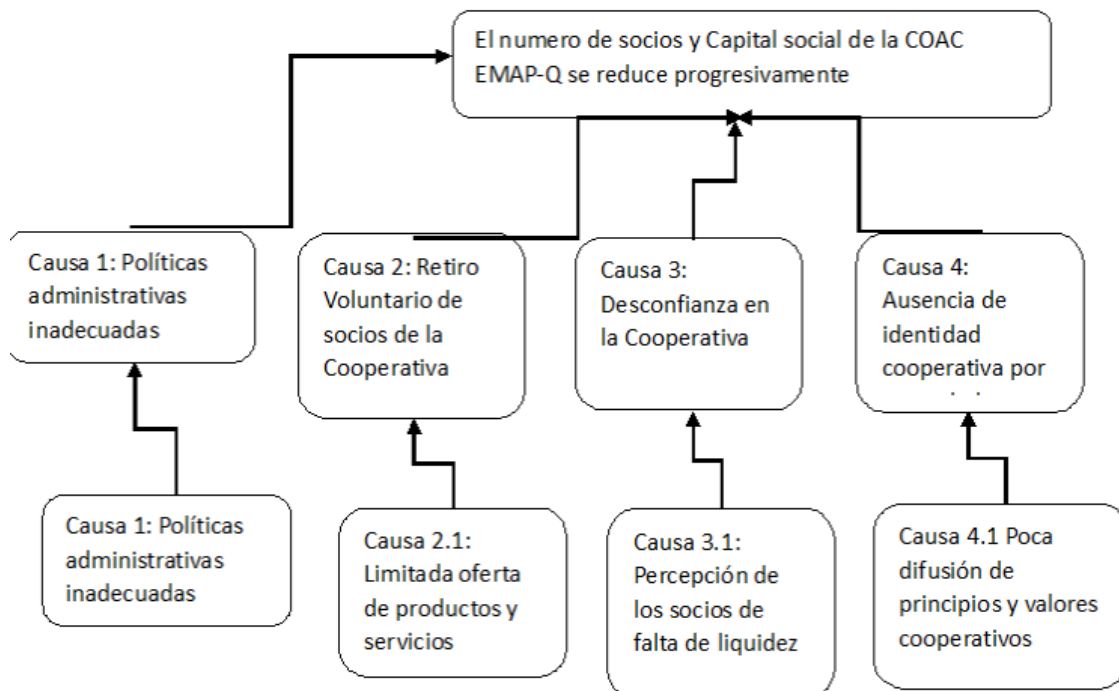 El numero de socios y Capital social de la COAC
EMAP-Q se reduce progresivamente
Causa 1: Políticas
administrativas
inadecuadas
Causa 2: Retiro
Voluntario de
socios de la
Cooperativa
Causa 3:
Desconfianza en
la Cooperativa
Causa 4:
Ausencia de
identidad
cooperativa por
Causa 1: Políticas
administrativas
inadecuadas
Causa 2.1:
Limitada oferta
de productos y
servicios
Causa 3.1:
Percepción de
los socios de
falta de liquidez
Causa 4.1 Poca
difusión de
principios y valores
cooperativos